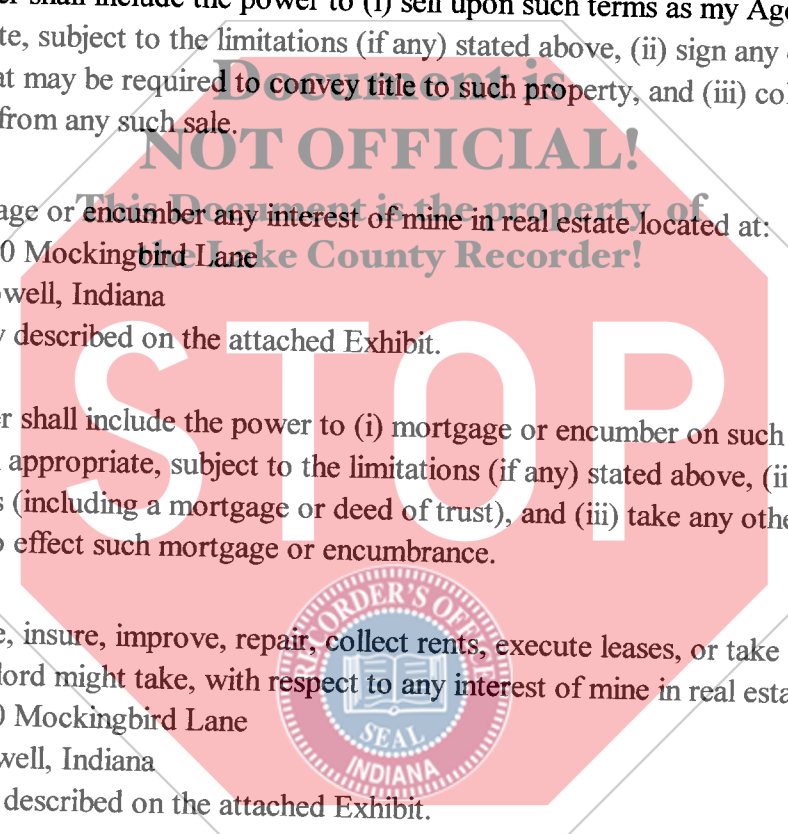 er shall include the power to (i) sell upon such terms as my Age
te, subject to the limitations (if any) stated above, (ii) sign any
at may be required to convey title to such property, and (iii) col
from any such sale.
Document is
NOT OFFICIAL!
This Document is the property of
the Lake County Recorder!
age or encumber any interest of mine in real estate located at:
0 Mockingbird Lane
owell, Indiana
y described on the attached Exhibit.
STOP
er shall include the power to (i) mortgage or encumber on such
appropriate, subject to the limitations (if any) stated above, (ii
s (including a mortgage or deed of trust), and (iii) take any othe
o effect such mortgage or encumbrance.
e, insure, improve, repair, collect rents, execute leases, or take
lord might take, with respect to any interest of mine in real esta
0 Mockingbird Lane
well, Indiana
described on the attached Exhibit.
RECORDER'S OFFICE
SEAL
INDIANA